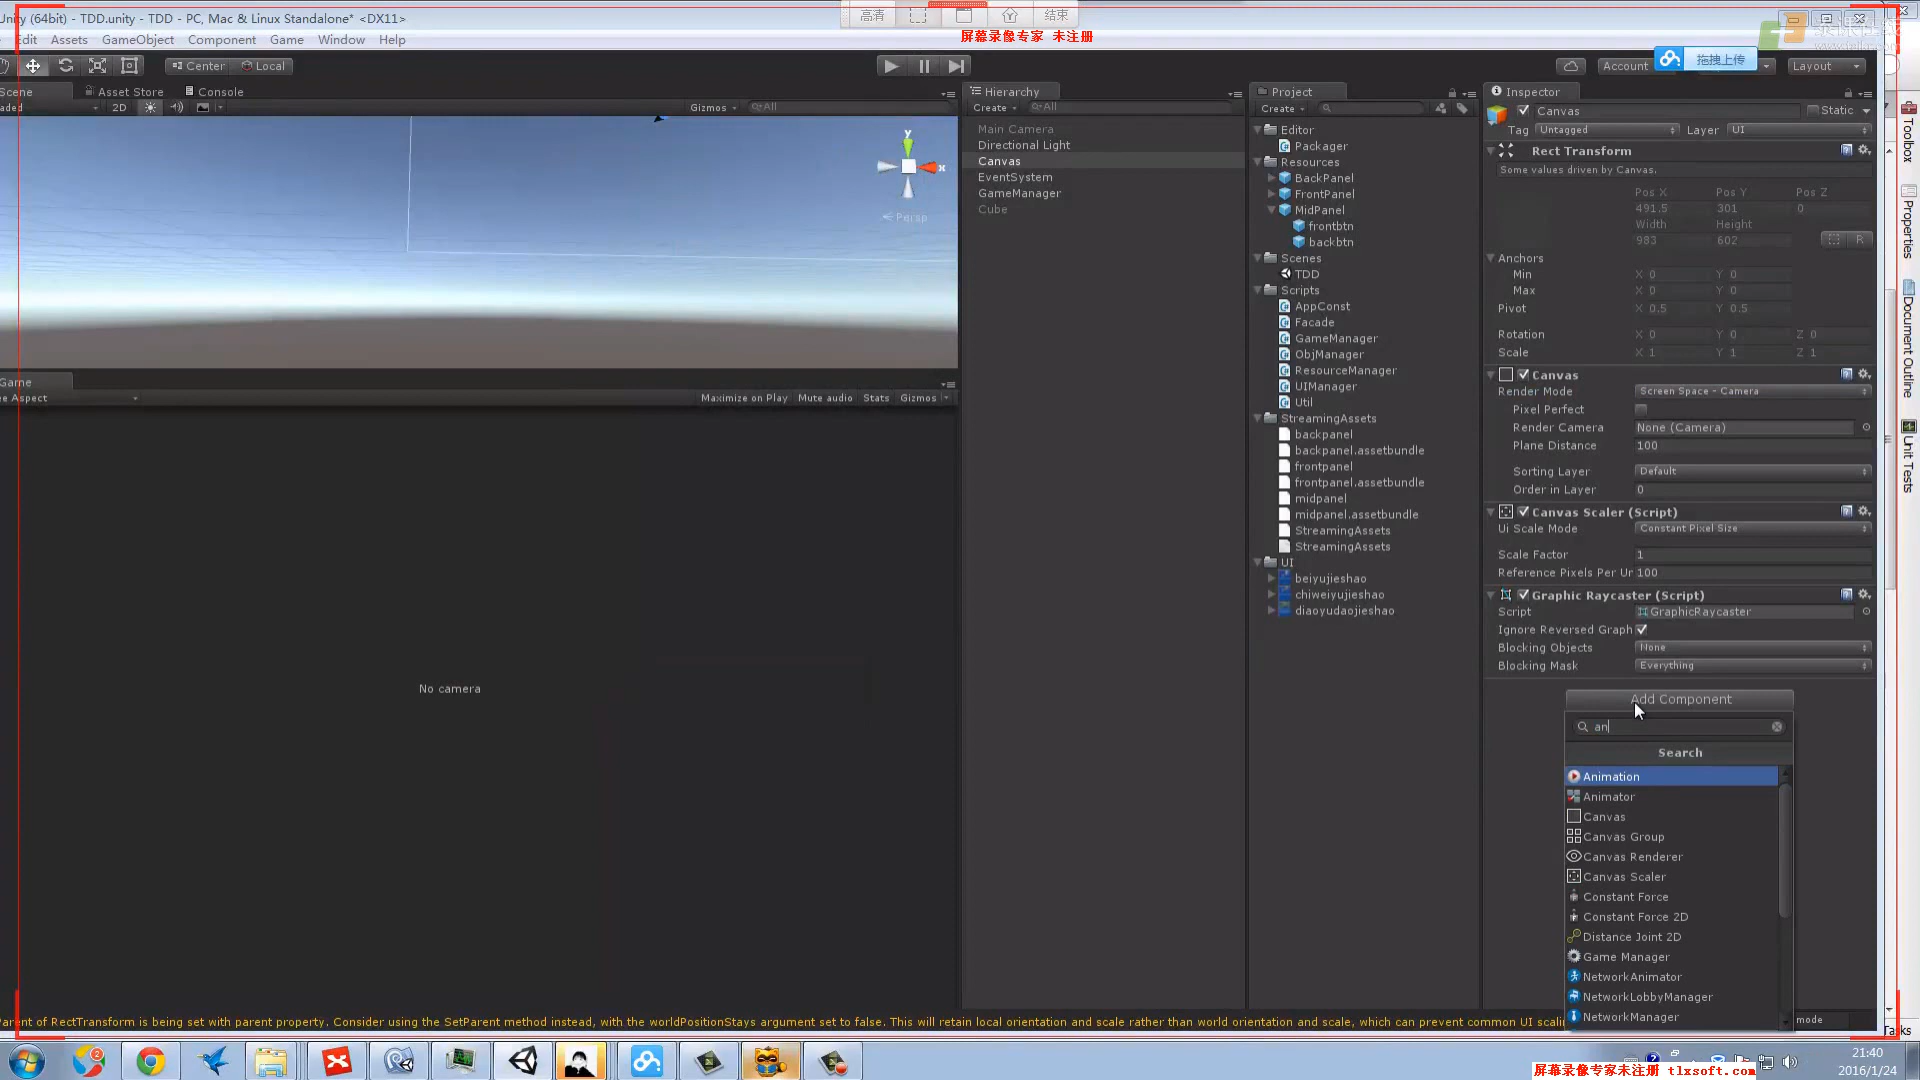 Unity (64bit) - TDD.unity - TDD - PC, Mac & Linux Standalone* <DX11>
高清
结束
屏幕录像专家 未注册
Edit Assets GameObject Component Game Window Help
拖拽上传
Center Local
Account
Layout
Scene
Asset Store
Console
2D
Gizmos
All
y
x
Persp
Game
Maximize on Play Mute audio Stats Gizmos
No camera
Hierarchy
Create
All
Main Camera
Directional Light
Canvas
EventSystem
GameManager
Cube
Project
Create
Editor
Packager
Resources
BackPanel
FrontPanel
MidPanel
frontbtn
backbtn
Scenes
TDD
Scripts
AppConst
Facade
GameManager
ObjManager
ResourceManager
UIManager
Util
StreamingAssets
backpanel
backpanel.assetbundle
frontpanel
frontpanel.assetbundle
midpanel
midpanel.assetbundle
StreamingAssets
StreamingAssets
UI
beiyujieshao
chiweiyujieshao
diaoyudaojieshao
Inspector
Canvas
Static
Tag Untagged Layer UI
Rect Transform
Some values driven by Canvas.
Pos X Pos Y Pos Z
491.5 301 0
Width Height
983 602
R
Anchors
Min X 0 Y 0
Max X 0 Y 0
Pivot X 0.5 Y 0.5
Rotation X 0 Y 0 Z 0
Scale X 1 Y 1 Z 1
Canvas
Render Mode Screen Space - Camera
Pixel Perfect
Render Camera None (Camera)
Plane Distance 100
Sorting Layer Default
Order in Layer 0
Canvas Scaler (Script)
Ui Scale Mode Constant Pixel Size
Scale Factor 1
Reference Pixels Per Ur 100
Graphic Raycaster (Script)
Script GraphicRaycaster
Ignore Reversed Graph
Blocking Objects None
Blocking Mask Everything
Add Component
an
Search
Animation
Animator
Canvas
Canvas Group
Canvas Renderer
Canvas Scaler
Constant Force
Constant Force 2D
Distance Joint 2D
Game Manager
NetworkAnimator
NetworkLobbyManager
NetworkManager
Toolbox
Properties
Document Outline
Unit Tests
Parent of RectTransform is being set with parent property. Consider using the SetParent method instead, with the worldPositionStays argument set to false. This will retain local orientation and scale rather than world orientation and scale, which can prevent common UI scalin
mode
Tasks
2
21:40
2016/1/24
屏幕录像专家未注册 tlxsoft.com